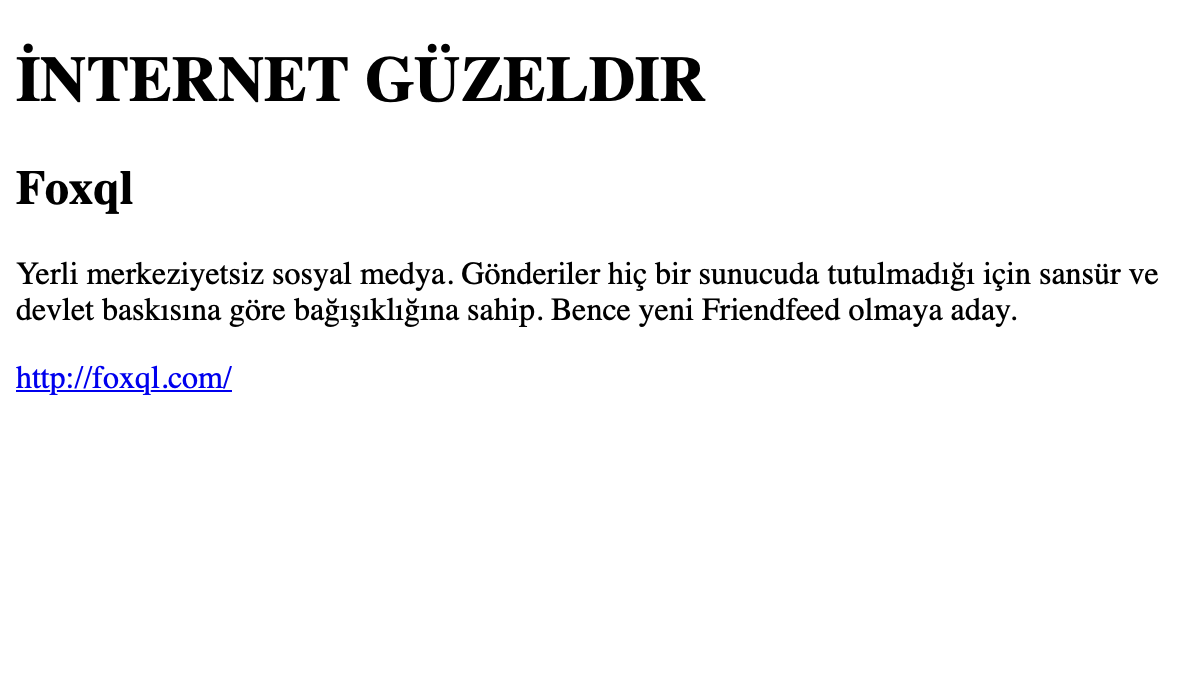 İNTERNET GÜZELDIR
Foxql
Yerli merkeziyetsiz sosyal medya. Gönderiler hiç bir sunucuda tutulmadığı için sansür ve
devlet baskısına göre bağışıklığına sahip. Bence yeni Friendfeed olmaya aday.
http://foxql.com/